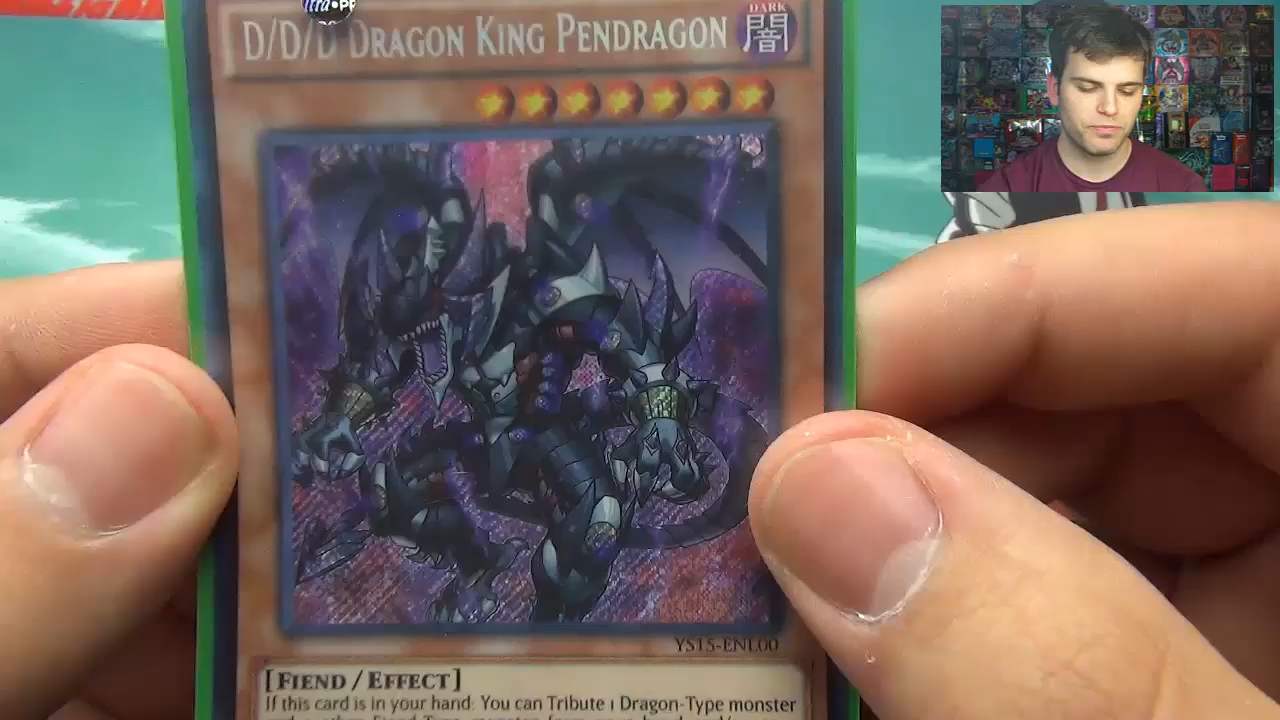 D/D/D DRAGON KING PENDRAGON
DARK
闇
YS15-ENL00
[FIEND / EFFECT]
If this card is in your hand: You can Tribute 1 Dragon-Type monster